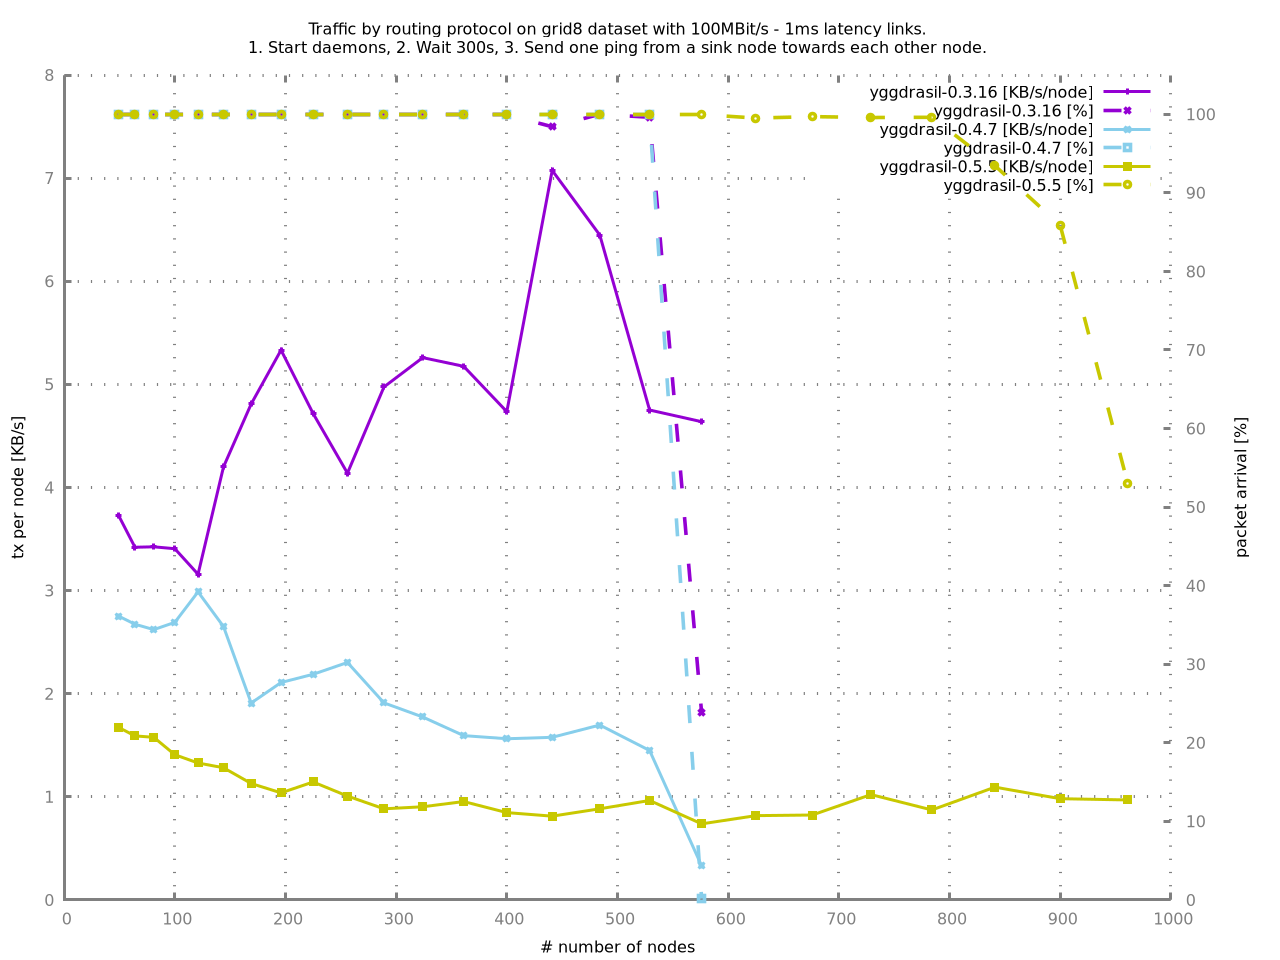 Traffic by routing protocol on grid8 dataset with 100MBit/s - 1ms latency links.
1. Start daemons, 2. Wait 300s, 3. Send one ping from a sink node towards each other node.
yggdrasil-0.3.16 [KB/s/node]
yggdrasil-0.3.16 [%]
yggdrasil-0.4.7 [KB/s/node]
yggdrasil-0.4.7 [%]
yggdrasil-0.5.5 [KB/s/node]
yggdrasil-0.5.5 [%]
tx per node [KB/s]
8
7
6
5
4
3
2
1
0
packet arrival [%]
100
90
80
70
60
50
40
30
20
10
0
0 100 200 300 400 500 600 700 800 900 1000
# number of nodes